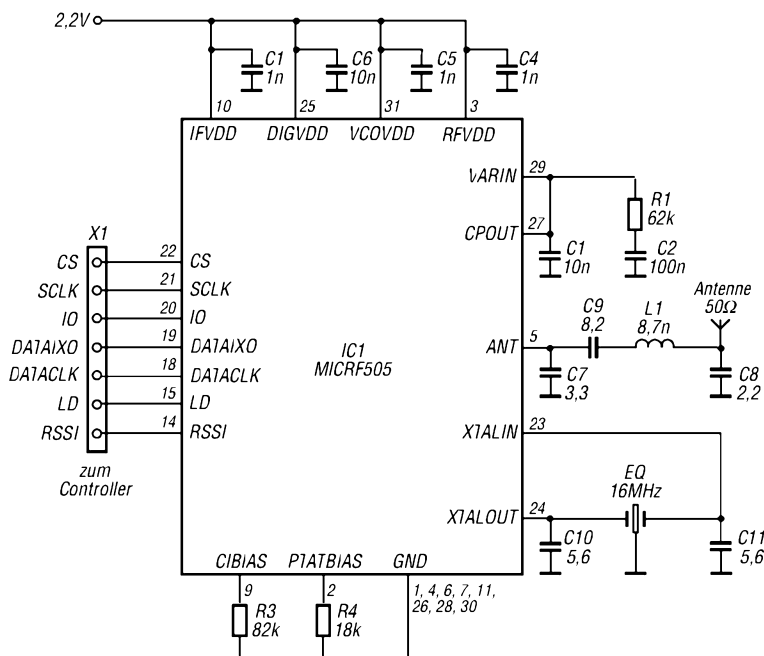 2,2V
C1
1n
C6
10n
C5
1n
C4
1n
10
25
31
3
IFVDD
DIGVDD
VCOVDD
RFVDD
VARIN
29
R1
62k
CPOUT
27
C1
10n
C2
100n
X1
CS
22
CS
SCLK
21
SCLK
IO
20
IO
DATAIXO
19
DATAIXO
DATACLK
18
DATACLK
LD
15
LD
RSSI
14
RSSI
zum
Controller
IC1
MICRF505
Antenne
50Ω
C9
8,2
L1
8,7n
ANT
5
C7
3,3
C8
2,2
XTALIN
23
EQ
16MHz
XTALOUT
24
C10
5,6
C11
5,6
CIBIAS
PTATBIAS
GND
9
2
1, 4, 6, 7, 11,
26, 28, 30
R3
82k
R4
18k